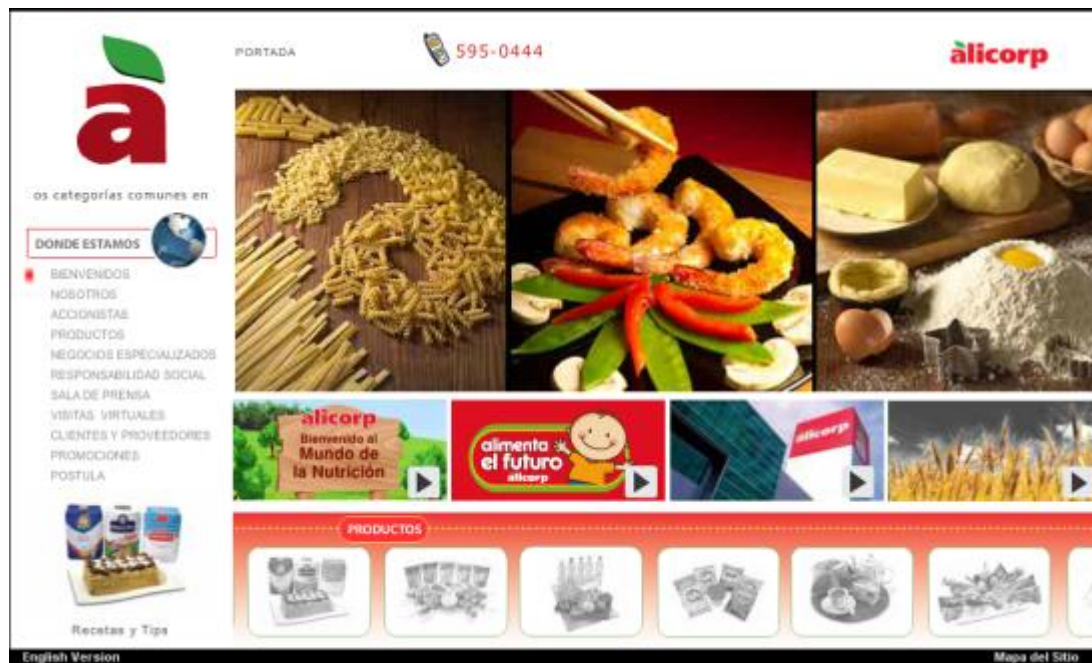 PORTADA
595-0444
àlicorp
à
os categorías comunes en
DONDE ESTAMOS
BIENVENIDOS
NOSOTROS
ACCIONISTAS
PRODUCTOS
NEGOCIOS ESPECIALIZADOS
RESPONSABILIDAD SOCIAL
SALA DE PRENSA
VISITAS VIRTUALES
CLIENTES Y PROVEEDORES
PROMOCIONES
POSTULA
alicorp
Bienvenido al
Mundo de
la Nutrición
alimenta
el futuro
alicorp
alicorp
PRODUCTOS
Recetas y Tips
English Version
Mapa del Sitio